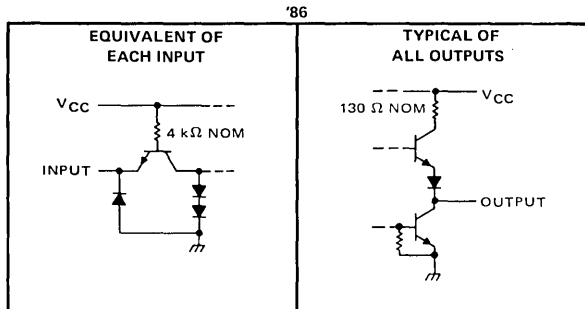 '86
EQUIVALENT OF
EACH INPUT
VCC
4 kΩ NOM
INPUT
TYPICAL OF
ALL OUTPUTS
VCC
130 Ω NOM
OUTPUT